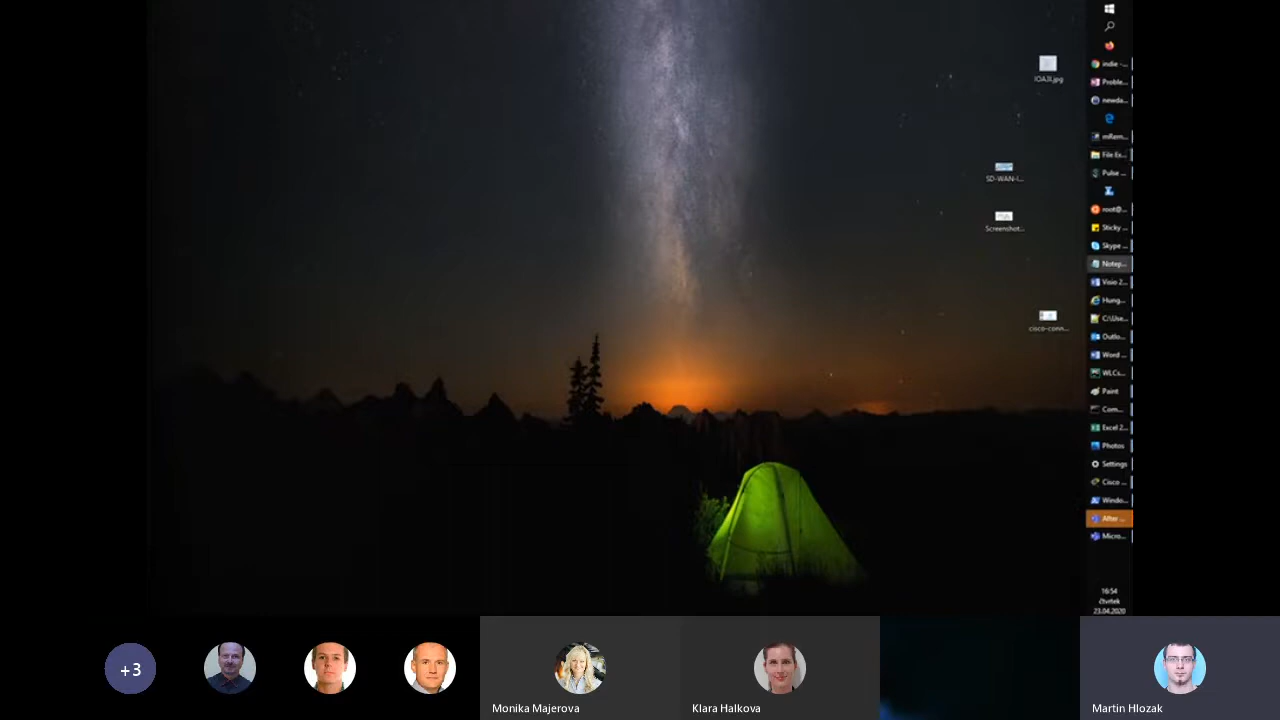 IOAJI.jpg
SD-WAN-I...
Screenshot...
cisco-conn...
indie -...
Proble...
newda...
mRem...
File Ex...
Pulse ...
root@...
Sticky ...
Skype ...
Notep...
Visio 2...
Hung...
C:\Use...
Outlo...
Word ...
WLCs...
Paint
Com...
Excel 2...
Photos
Settings
Cisco ...
Windo...
After ...
Micro...
16:54
čtvrtek
23.04.2020
+3
Monika Majerova
Klara Halkova
Martin Hlozak